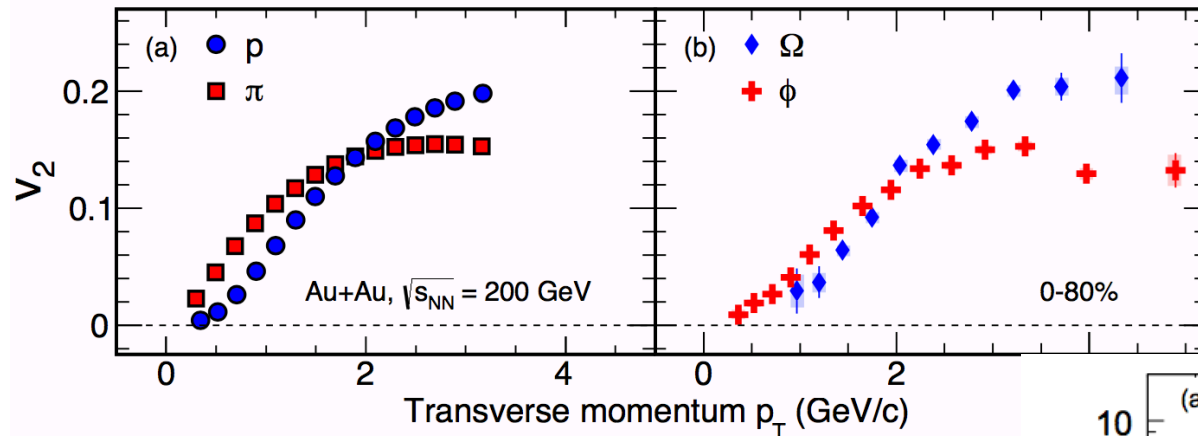 (a) p
π
(b) Ω
φ
0.2
0.1
0
v₂
Au+Au, √sNN = 200 GeV
0-80%
0 2 4
0 2
Transverse momentum pT (GeV/c)
10
(a